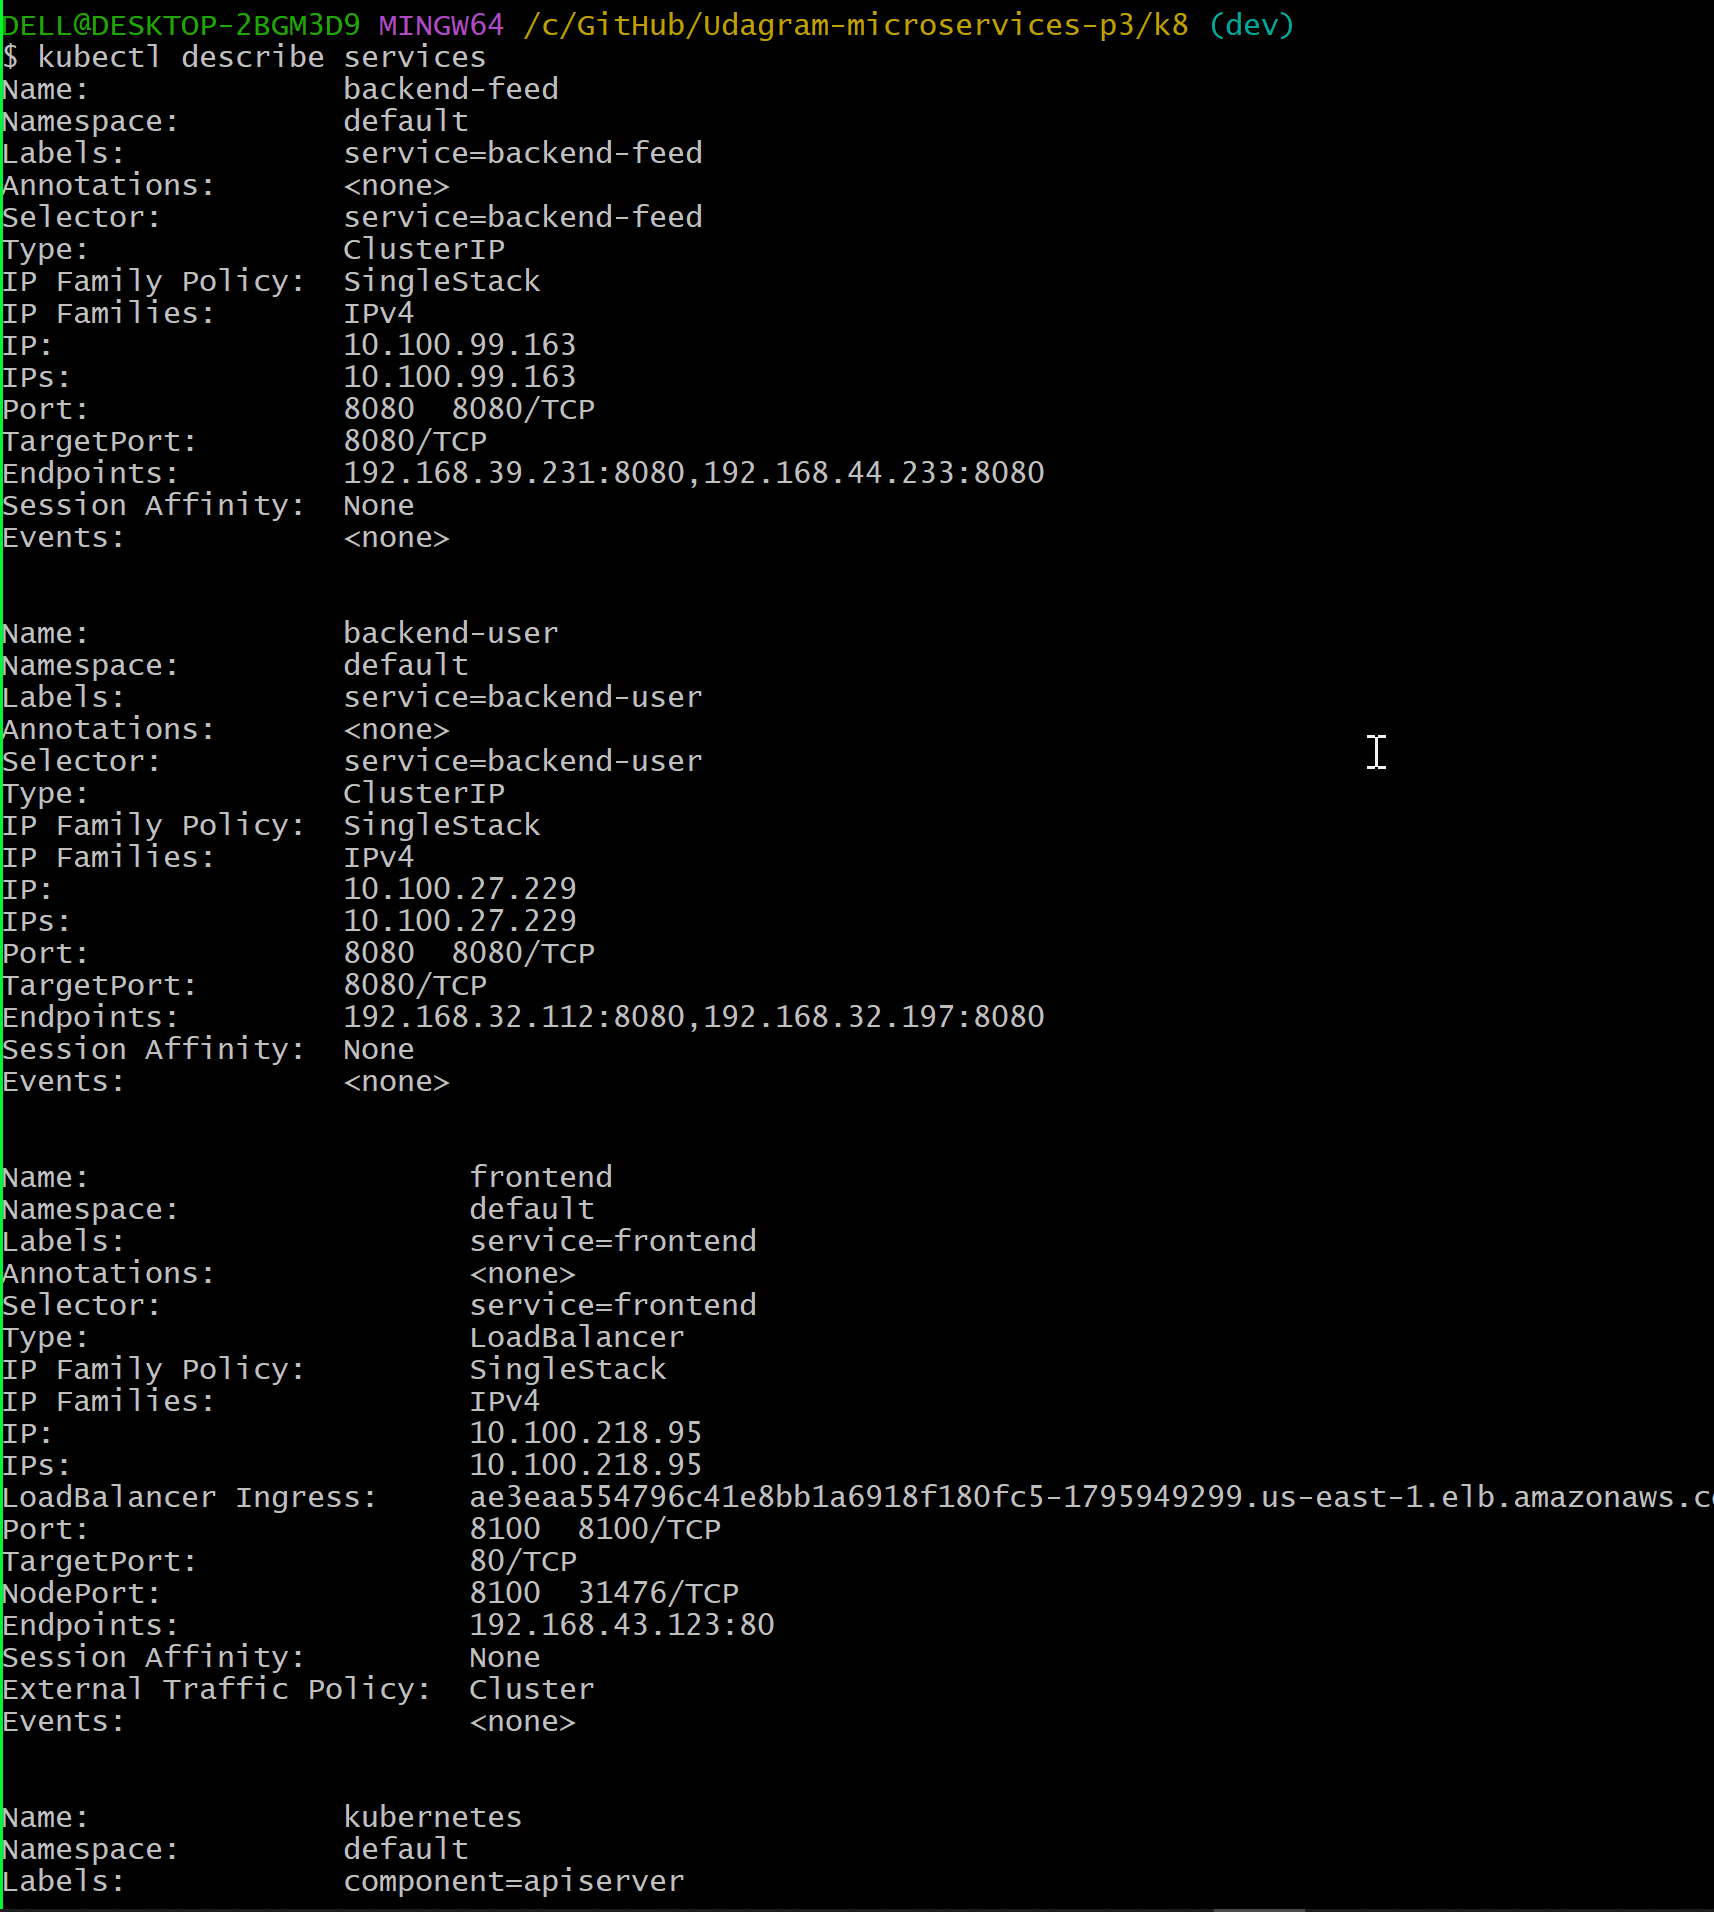 DELL@DESKTOP-2BGM3D9 MINGW64 /c/GitHub/Udagram-microservices-p3/k8 (dev)
$ kubectl describe services
Name:              backend-feed
Namespace:         default
Labels:            service=backend-feed
Annotations:       <none>
Selector:          service=backend-feed
Type:              ClusterIP
IP Family Policy:  SingleStack
IP Families:       IPv4
IP:                10.100.99.163
IPs:               10.100.99.163
Port:              8080  8080/TCP
TargetPort:        8080/TCP
Endpoints:         192.168.39.231:8080,192.168.44.233:8080
Session Affinity:  None
Events:            <none>

Name:              backend-user
Namespace:         default
Labels:            service=backend-user
Annotations:       <none>
Selector:          service=backend-user
Type:              ClusterIP
IP Family Policy:  SingleStack
IP Families:       IPv4
IP:                10.100.27.229
IPs:               10.100.27.229
Port:              8080  8080/TCP
TargetPort:        8080/TCP
Endpoints:         192.168.32.112:8080,192.168.32.197:8080
Session Affinity:  None
Events:            <none>

Name:                     frontend
Namespace:                default
Labels:                   service=frontend
Annotations:              <none>
Selector:                 service=frontend
Type:                     LoadBalancer
IP Family Policy:         SingleStack
IP Families:              IPv4
IP:                       10.100.218.95
IPs:                      10.100.218.95
LoadBalancer Ingress:     ae3eaa554796c41e8bb1a6918f180fc5-1795949299.us-east-1.elb.amazonaws.co
Port:                     8100  8100/TCP
TargetPort:               80/TCP
NodePort:                 8100  31476/TCP
Endpoints:                192.168.43.123:80
Session Affinity:         None
External Traffic Policy:  Cluster
Events:                   <none>

Name:              kubernetes
Namespace:         default
Labels:            component=apiserver